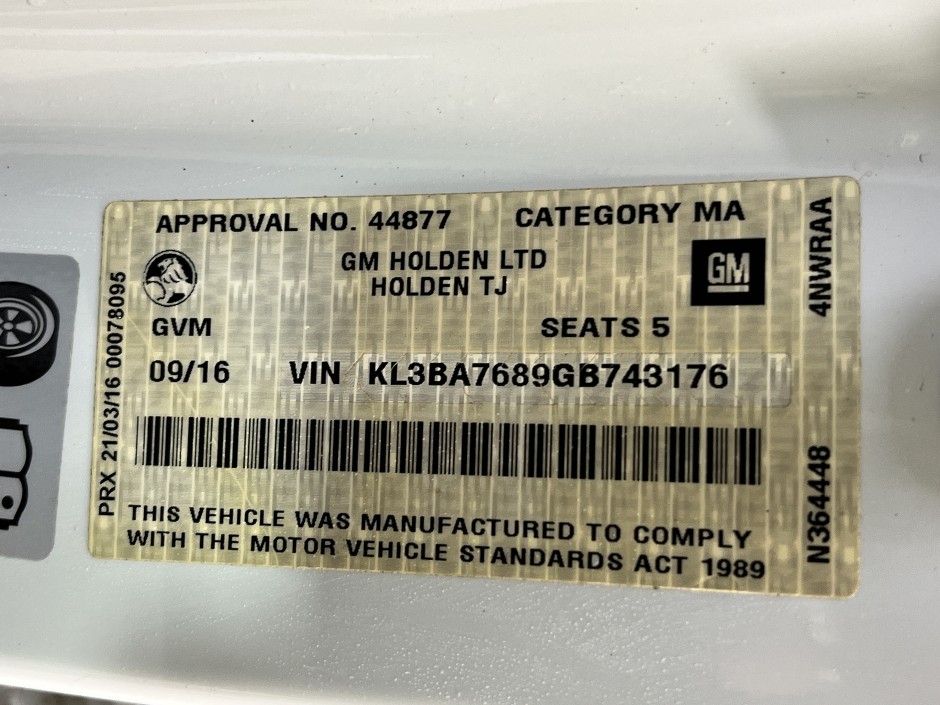 APPROVAL NO. 44877 CATEGORY MA
GM HOLDEN LTD
HOLDEN TJ
GM
GVM SEATS 5
09/16 VIN KL3BA7689GB743176
THIS VEHICLE WAS MANUFACTURED TO COMPLY
WITH THE MOTOR VEHICLE STANDARDS ACT 1989
PRX 21/03/16 00078095
4NWRAA
N364448